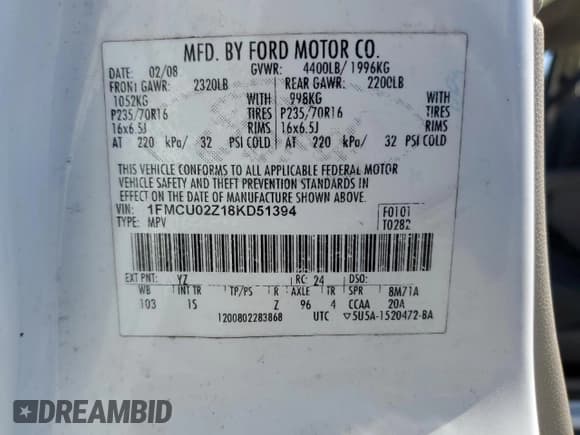 MFD. BY FORD MOTOR CO.
DATE: 02/08 GVWR: 4400LB/ 1996KG
FRONT GAWR: 2320LB REAR GAWR: 2200LB
1052KG WITH 998KG WITH
P235/70R16 TIRES P235/70R16 TIRES
16x6.5J RIMS 16x6.5J RIMS
AT 220 kPa/ 32 PSI COLD AT 220 kPa/ 32 PSI COLD
THIS VEHICLE CONFORMS TO ALL APPLICABLE FEDERAL MOTOR
VEHICLE SAFETY AND THEFT PREVENTION STANDARDS IN
EFFECT ON THE DATE OF MANUFACTURE SHOWN ABOVE.
VIN: 1FMCU02Z18KD51394 F0101
TYPE: MPV T0282
EXT PNT: YZ RC: 24 DSO:
WB INT TR TP/PS R AXLE TR SPR 8M71A
103 IS Z 96 4 CCAA 20A
1200802283868 UTC ▽5U5A-1520472-BA
DREAMBID